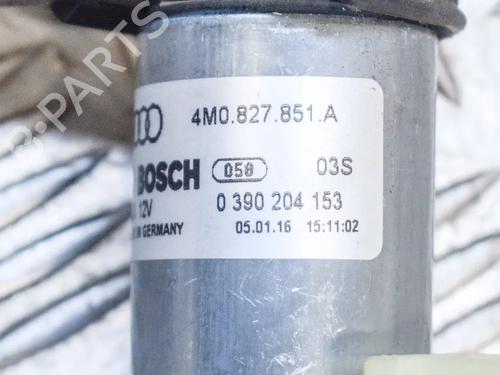 4M0.827.851.A
BOSCH 058 03S
12V 0 390 204 153
GERMANY 05.01.16 15:11:02
B-PARTS